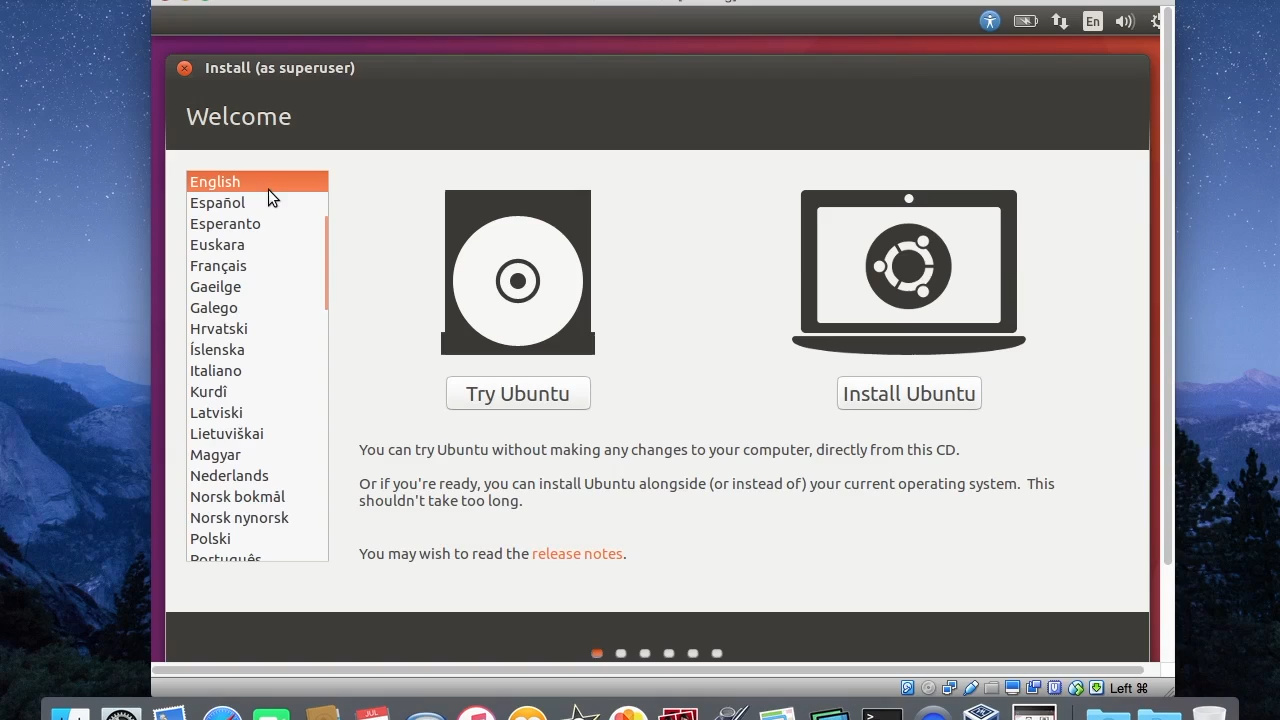 En
Install (as superuser)
Welcome
English
Español
Esperanto
Euskara
Français
Gaeilge
Galego
Hrvatski
Íslenska
Italiano
Kurdî
Latviski
Lietuviškai
Magyar
Nederlands
Norsk bokmål
Norsk nynorsk
Polski
Português
Try Ubuntu
Install Ubuntu
You can try Ubuntu without making any changes to your computer, directly from this CD.
Or if you're ready, you can install Ubuntu alongside (or instead of) your current operating system. This
shouldn't take too long.
You may wish to read the release notes.
Left ⌘
JUL